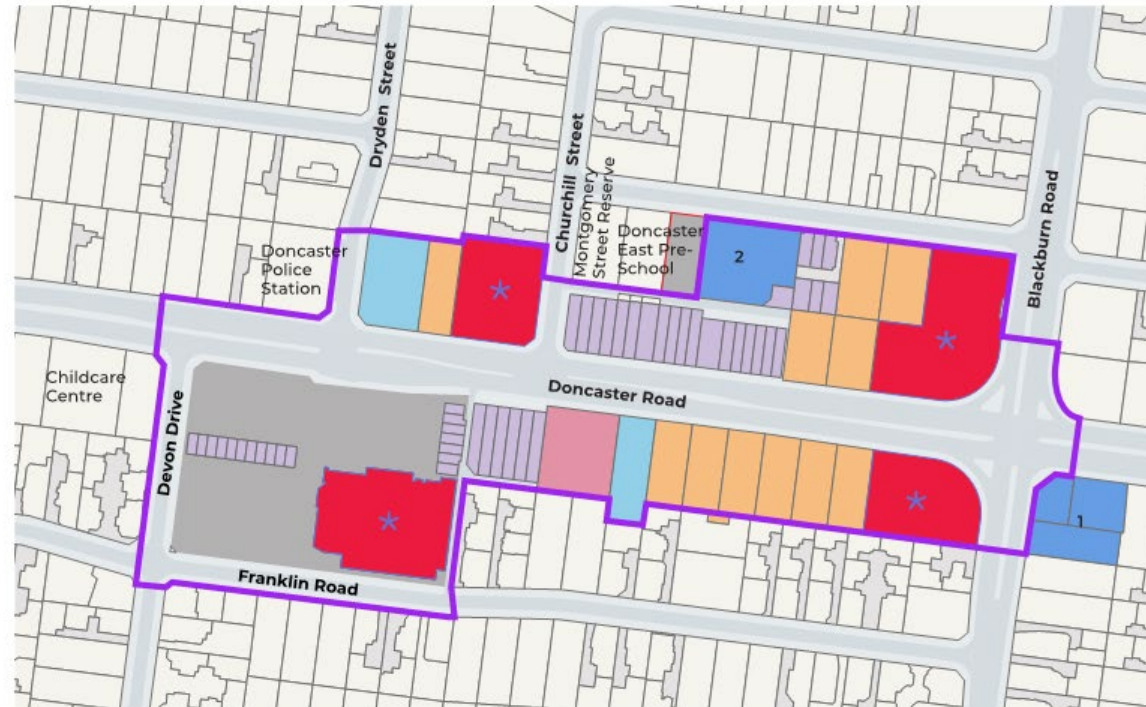 Dryden Street
Churchill Street
Montgomery
Street Reserve
Doncaster
East Pre-
School
2
Blackburn Road
Doncaster
Police
Station
Childcare
Centre
Devon Drive
Doncaster Road
1
Franklin Road